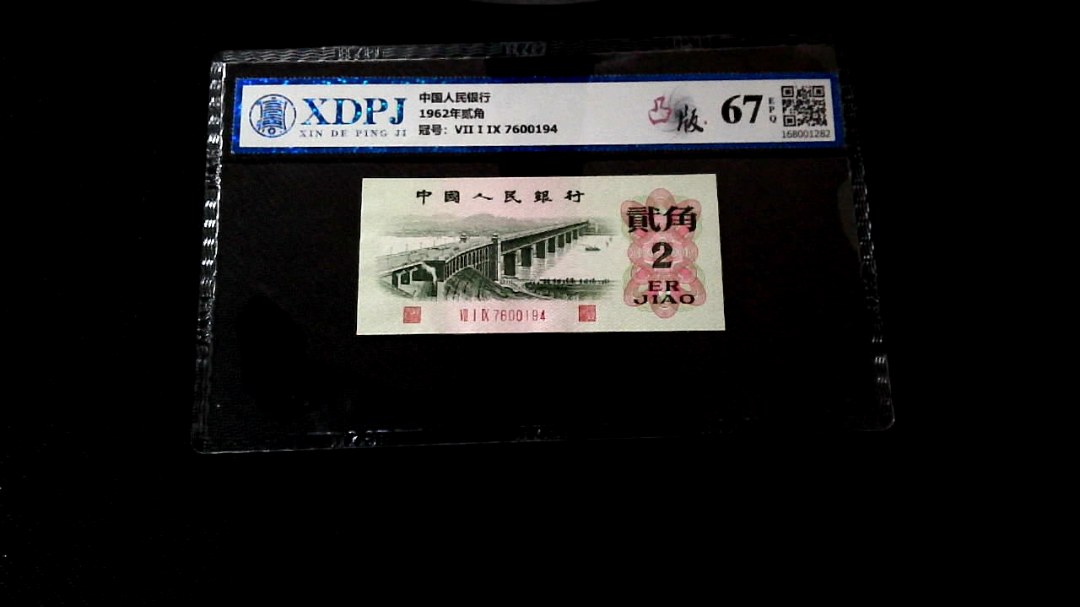 XDPJ
XIN DE PING JI
中国人民银行
1962年贰角
冠号：VII I IX 7600194
凸版
67
EPQ
168001282
中國人民銀行
貳角
2
ER
JIAO
VII I IX 7600194